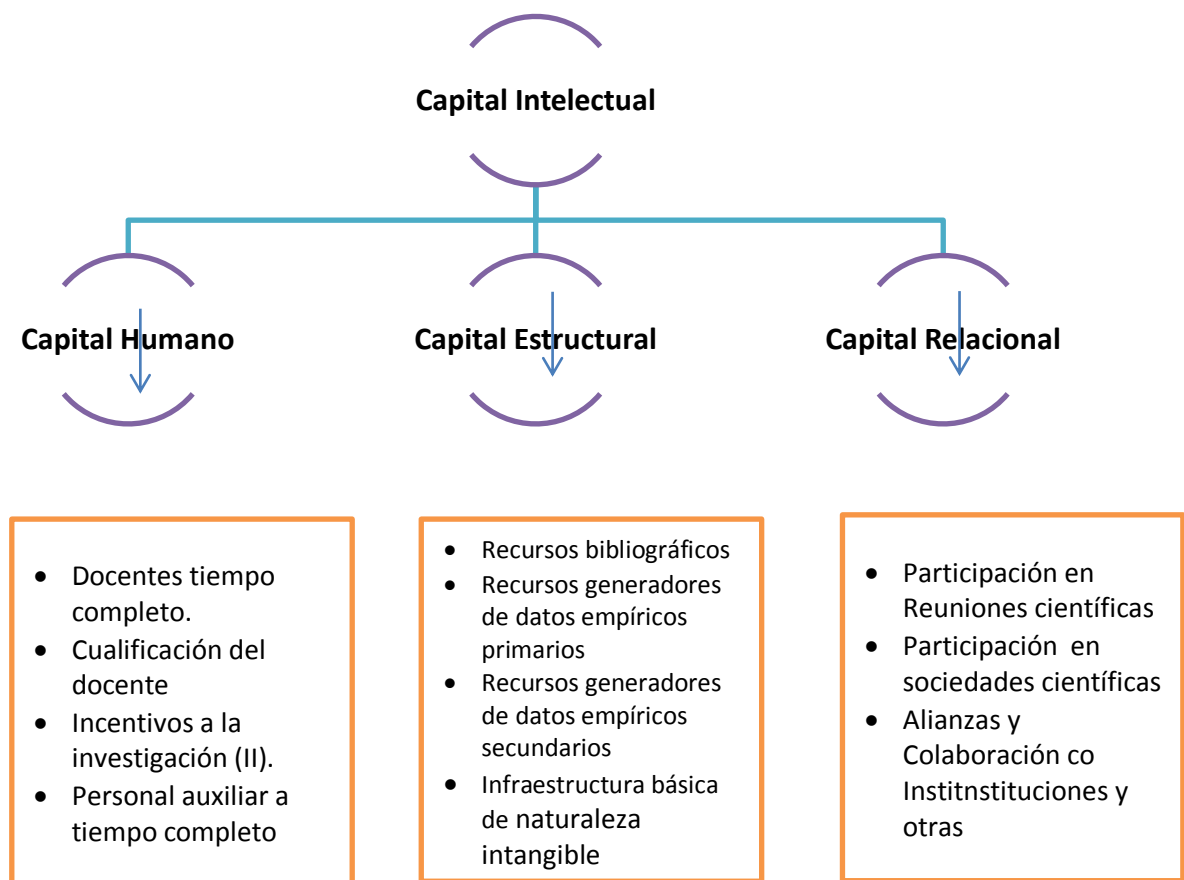 Capital Intelectual
Capital Humano
Capital Estructural
Capital Relacional
• Docentes tiempo
completo.
• Cualificación del
docente
• Incentivos a la
investigación (II).
• Personal auxiliar a
tiempo completo
• Recursos bibliográficos
• Recursos generadores
de datos empíricos
primarios
• Recursos generadores
de datos empíricos
secundarios
• Infraestructura básica
de naturaleza
intangible
• Participación en
Reuniones científicas
• Participación en
sociedades científicas
• Alianzas y
Colaboración co
Institnstituciones y
otras